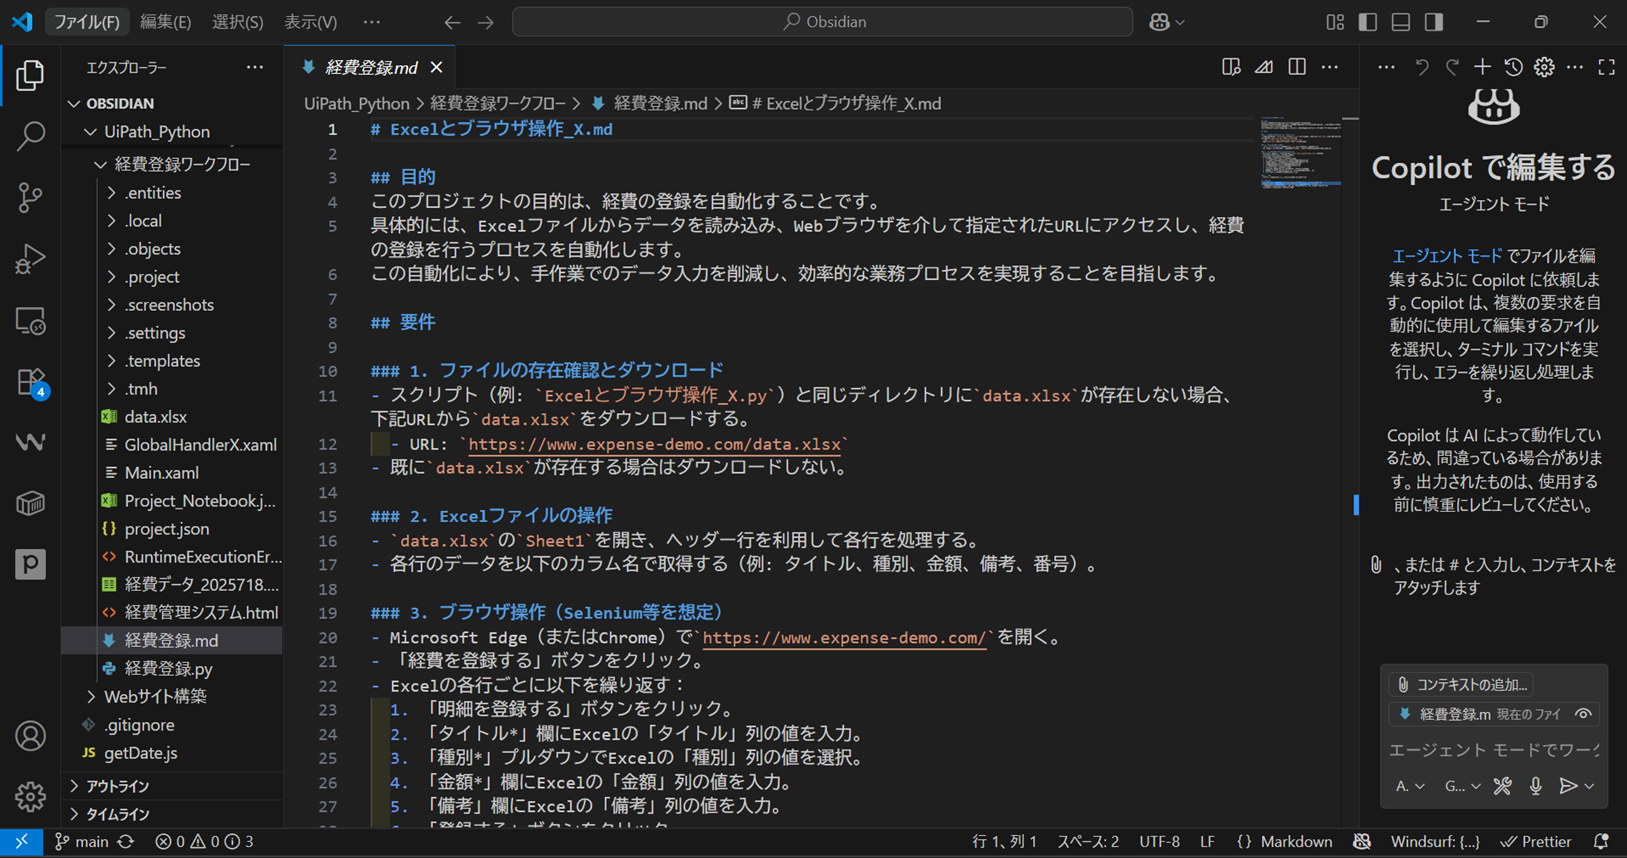 ファイル(F) 編集(E) 選択(S) 表示(V) ··· Obsidian
エクスプローラー ···
OBSIDIAN
UiPath_Python
経費登録ワークフロー
.entities
.local
.objects
.project
.screenshots
.settings
.templates
.tmh
data.xlsx
GlobalHandlerX.xaml
Main.xaml
Project_Notebook.j...
project.json
RuntimeExecutionEr...
経費データ_2025718....
経費管理システム.html
経費登録.md
経費登録.py
Webサイト構築
.gitignore
JS getDate.js
アウトライン
タイムライン
4
経費登録.md
UiPath_Python > 経費登録ワークフロー > 経費登録.md > # Excelとブラウザ操作_X.md
1 # Excelとブラウザ操作_X.md
2
3 ## 目的
4 このプロジェクトの目的は、経費の登録を自動化することです。
5 具体的には、Excelファイルからデータを読み込み、Webブラウザを介して指定されたURLにアクセスし、経費
の登録を行うプロセスを自動化します。
6 この自動化により、手作業でのデータ入力を削減し、効率的な業務プロセスを実現することを目指します。
7
8 ## 要件
9
10 ### 1. ファイルの存在確認とダウンロード
11 - スクリプト（例: `Excelとブラウザ操作_X.py`）と同じディレクトリに`data.xlsx`が存在しない場合、
下記URLから`data.xlsx`をダウンロードする。
12 - URL: `https://www.expense-demo.com/data.xlsx`
13 - 既に`data.xlsx`が存在する場合はダウンロードしない。
14
15 ### 2. Excelファイルの操作
16 - `data.xlsx`の`Sheet1`を開き、ヘッダー行を利用して各行を処理する。
17 - 各行のデータを以下のカラム名で取得する（例: タイトル、種別、金額、備考、番号）。
18
19 ### 3. ブラウザ操作（Selenium等を想定）
20 - Microsoft Edge（またはChrome）で`https://www.expense-demo.com/`を開く。
21 - 「経費を登録する」ボタンをクリック。
22 - Excelの各行ごとに以下を繰り返す：
23 1. 「明細を登録する」ボタンをクリック。
24 2. 「タイトル*」欄にExcelの「タイトル」列の値を入力。
25 3. 「種別*」プルダウンでExcelの「種別」列の値を選択。
26 4. 「金額*」欄にExcelの「金額」列の値を入力。
27 5. 「備考」欄にExcelの「備考」列の値を入力。
Copilot で編集する
エージェント モード
エージェント モード でファイルを編
集するように Copilot に依頼しま
す。Copilot は、複数の要求を自
動的に使用して編集するファイル
を選択し、ターミナル コマンドを実
行し、エラーを繰り返し処理しま
す。
Copilot は AI によって動作してい
るため、間違っている場合がありま
す。出力されたものは、使用する
前に慎重にレビューしてください。
、または # と入力し、コンテキストを
アタッチします
コンテキストの追加...
経費登録.m 現在のファイ
エージェント モードでワー
A. G...
main 0 0 3 行 1、列 1 スペース: 2 UTF-8 LF {} Markdown Windsurf: {...} Prettier